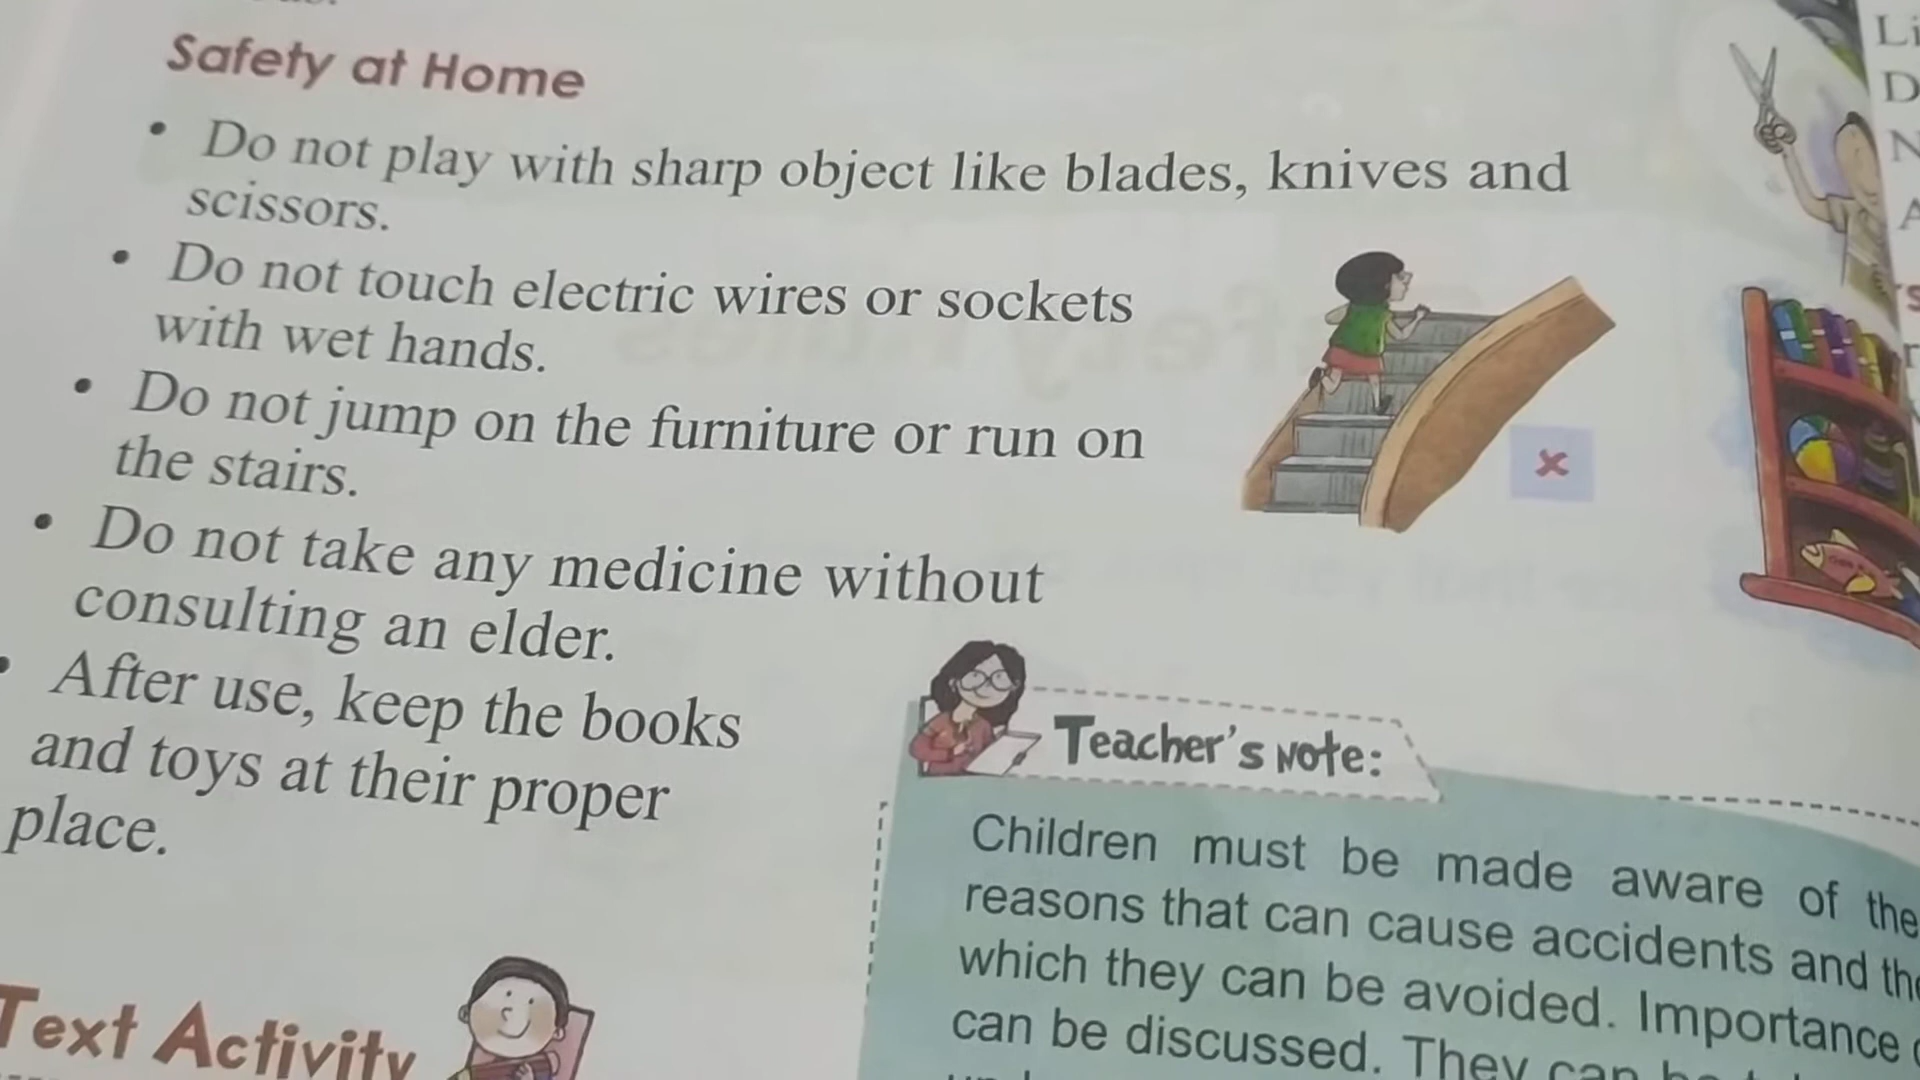 Safety at Home
• Do not play with sharp object like blades, knives and
scissors.
• Do not touch electric wires or sockets
with wet hands.
• Do not jump on the furniture or run on
the stairs.
• Do not take any medicine without
consulting an elder.
• After use, keep the books
and toys at their proper
place.
Teacher's Note:
Children must be made aware of the
reasons that can cause accidents and
which they can be avoided. Importance
can be discussed. They can
Text Activity